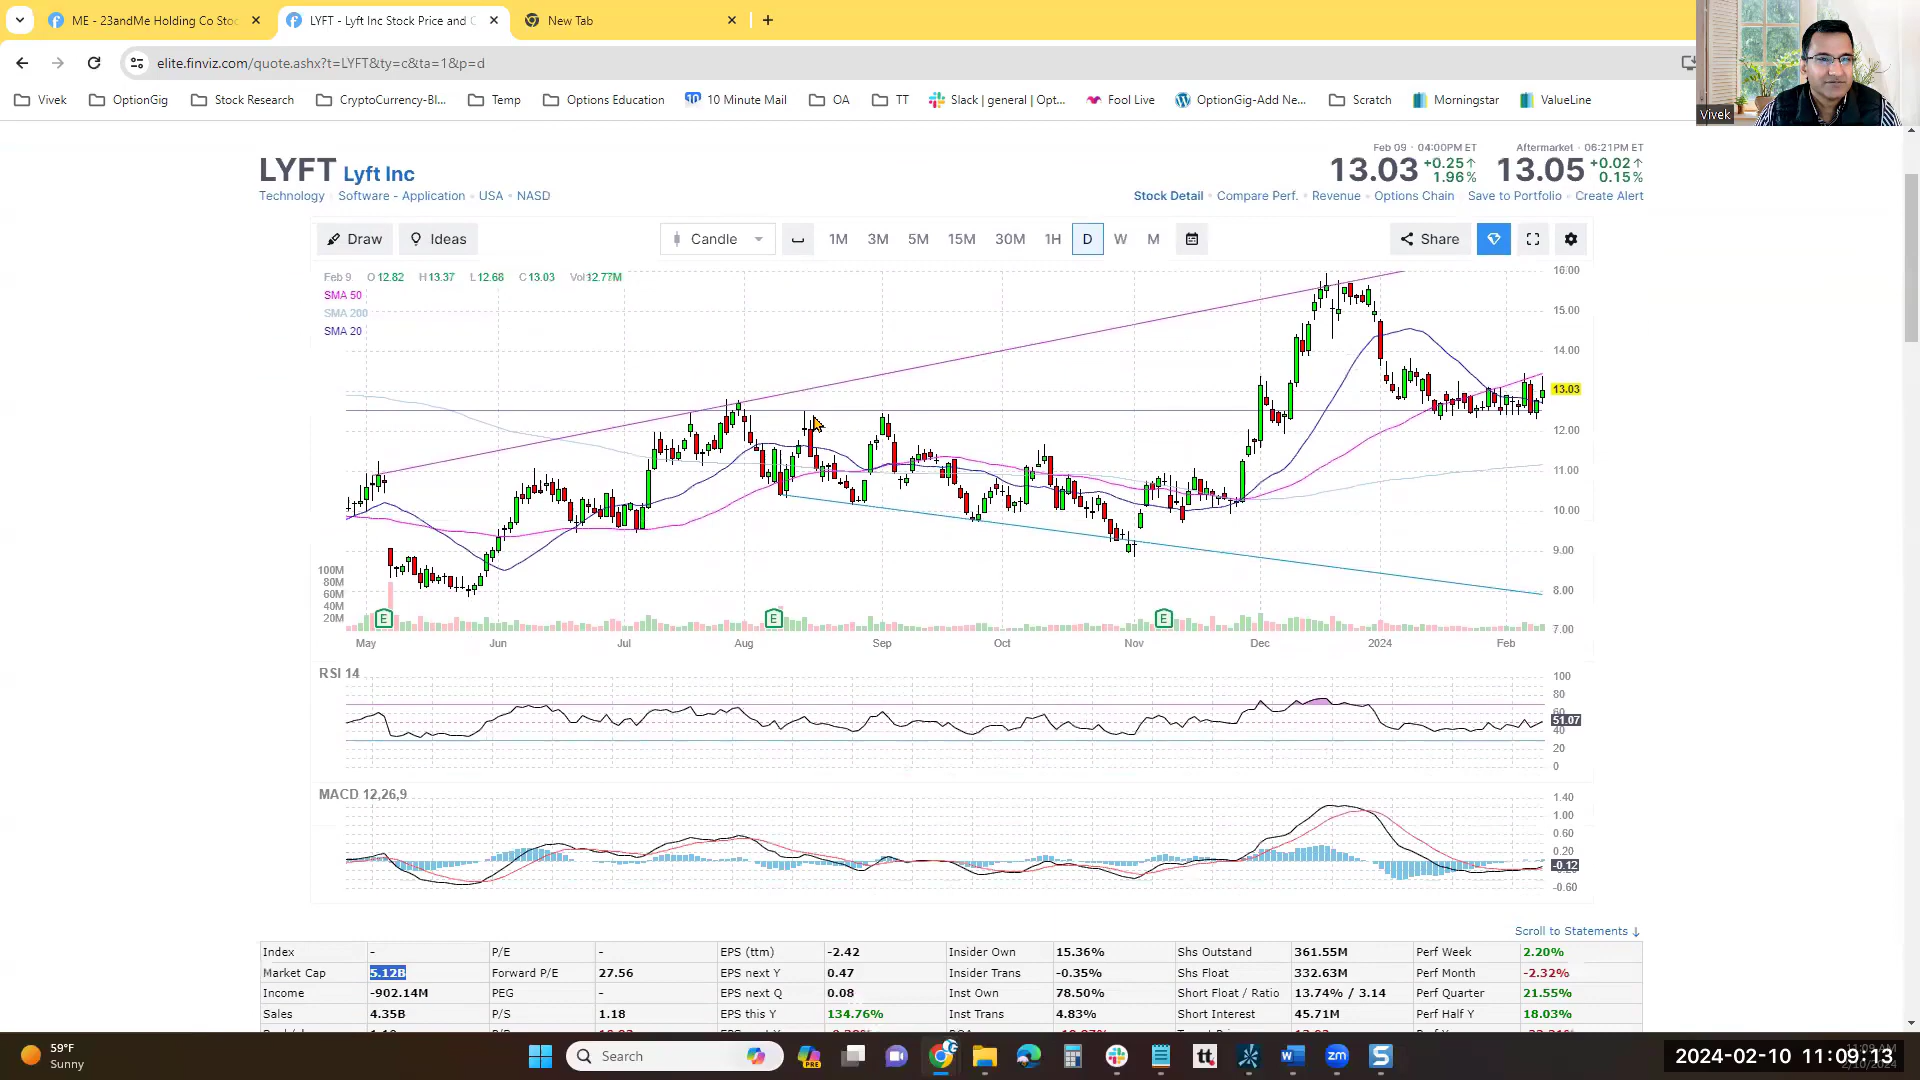 ME - 23andMe Holding Co Stoc
LYFT - Lyft Inc Stock Price and
New Tab
elite.finviz.com/quote.ashx?t=LYFT&ty=c&ta=1&p=d
Vivek OptionGig Stock Research CryptoCurrency-Bl... Temp Options Education 10 Minute Mail OA TT Slack | general | Opt... Fool Live OptionGig-Add Ne... Scratch Morningstar ValueLine
Vivek
LYFT Lyft Inc
Technology · Software - Application · USA · NASD
Feb 09 · 04:00PM ET
13.03 +0.25↑ 1.96%
Aftermarket · 06:21PM ET
13.05 +0.02↑ 0.15%
Stock Detail · Compare Perf. · Revenue · Options Chain · Save to Portfolio · Create Alert
Draw Ideas Candle 1M 3M 5M 15M 30M 1H D W M Share
Feb 9 O12.82 H13.37 L12.68 C13.03 Vol12.77M
SMA 50
SMA 200
SMA 20
16.00
15.00
14.00
13.03
12.00
11.00
10.00
9.00
8.00
7.00
100M
80M
60M
40M
20M
E E E
May Jun Jul Aug Sep Oct Nov Dec 2024 Feb
RSI 14
100
80
60
51.07
40
20
0
MACD 12,26,9
1.40
1.00
0.60
0.20
-0.12
-0.60
Scroll to Statements ↓
Index - P/E - EPS (ttm) -2.42 Insider Own 15.36% Shs Outstand 361.55M Perf Week 2.20%
Market Cap 5.12B Forward P/E 27.56 EPS next Y 0.47 Insider Trans -0.35% Shs Float 332.63M Perf Month -2.32%
Income -902.14M PEG - EPS next Q 0.08 Inst Own 78.50% Short Float / Ratio 13.74% / 3.14 Perf Quarter 21.55%
Sales 4.35B P/S 1.18 EPS this Y 134.76% Inst Trans 4.83% Short Interest 45.71M Perf Half Y 18.03%
59°F
Sunny
Search
PRE
tt
zm
2024-02-10 11:09:13